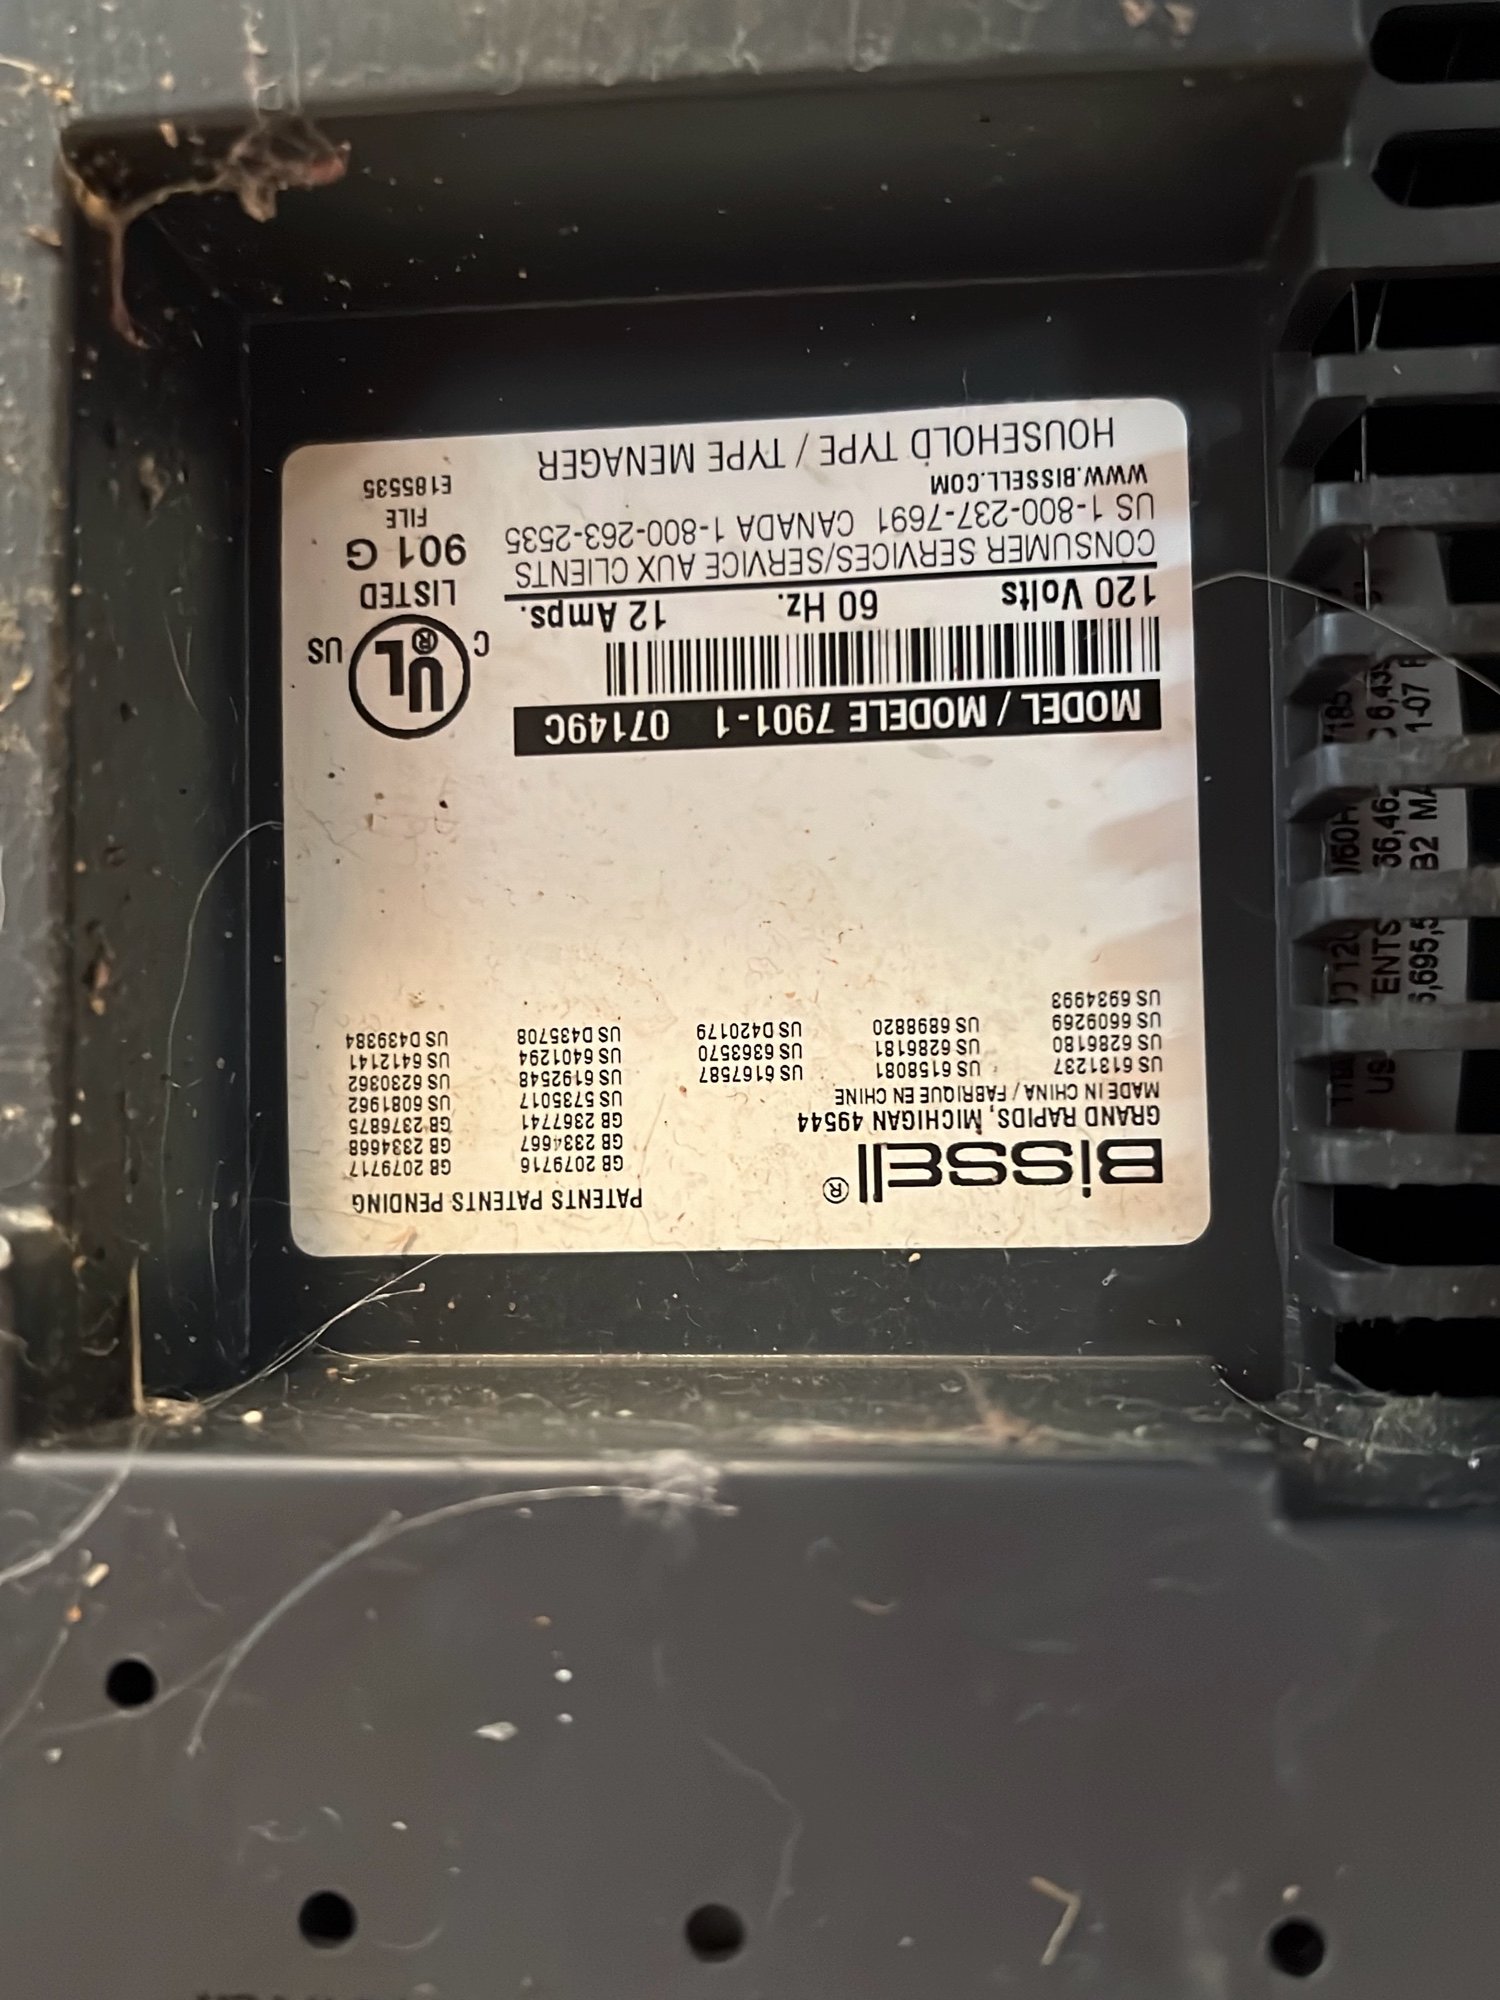 BiSSEll®
GRAND RAPIDS, MICHIGAN 49544
MADE IN CHINA / FABRIQUE EN CHINE
US 6131237 US 6158081 US 6167587
US 6286180 US 6286181 US 6363570
US 6609269 US 6898820 US D420179
US 6934993
PATENTS PATENTS PENDING
GB 2079716 GB 2079717
GB 2334667 GB 2334668
GB 2367741 GB 2376875
US 5735017 US 6081962
US 6192548 US 6230362
US 6401294 US 6412141
US D435708 US D439384
MODEL / MODELE 7901-1 07149C
120 Volts 60 Hz. 12 Amps.
CONSUMER SERVICES/SERVICE AUX CLIENTS
US 1-800-237-7691 CANADA 1-800-263-2535
WWW.BISSELL.COM
HOUSEHOLD TYPE / TYPE MENAGER
C UL® US
LISTED
901 G
FILE
E185535
US
ENTS
B2
1-07